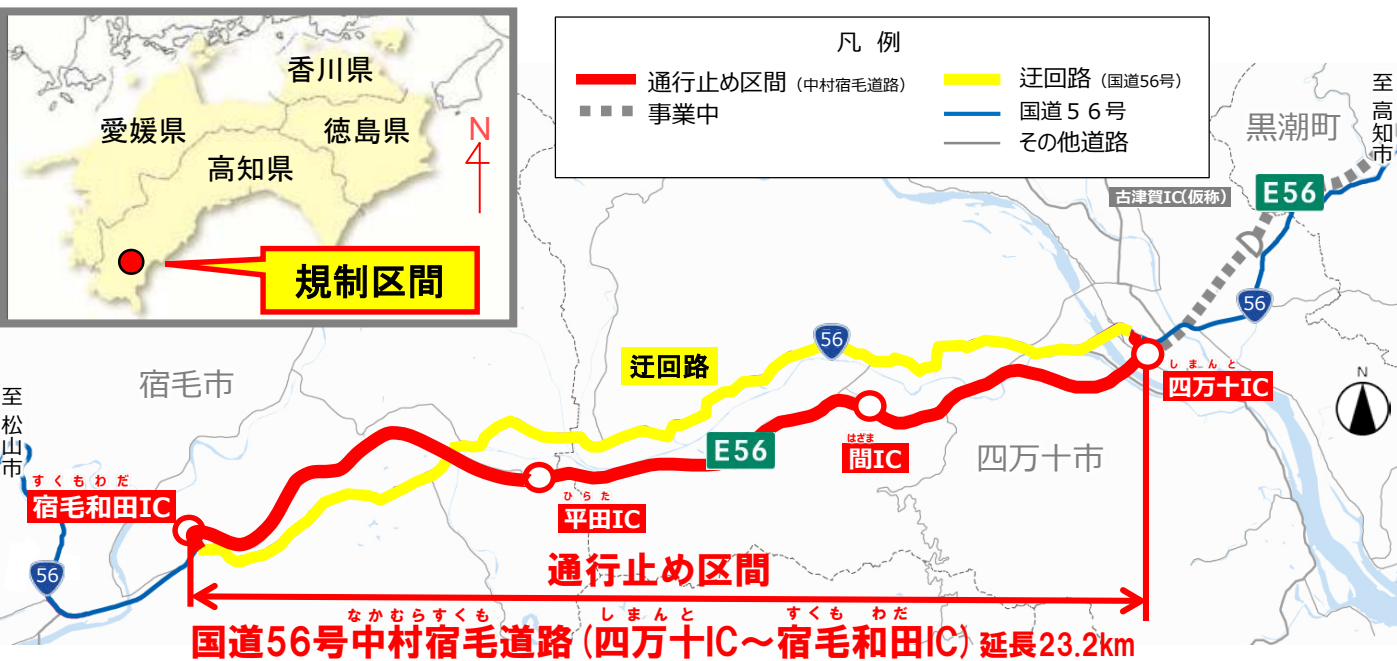 香川県
愛媛県
徳島県
高知県
N
規制区間
凡 例
通行止め区間（中村宿毛道路）
事業中
迂回路（国道56号）
国道５６号
その他道路
至 高知市
黒潮町
古津賀IC(仮称)
E56
56
56
迂回路
しまんと
四万十IC
N
宿毛市
至 松山市
はざま
間IC
四万十市
E56
すくもわだ
宿毛和田IC
ひらた
平田IC
56
通行止め区間
なかむらすくも しまんと すくも わだ
国道56号中村宿毛道路（四万十IC～宿毛和田IC）延長23.2km